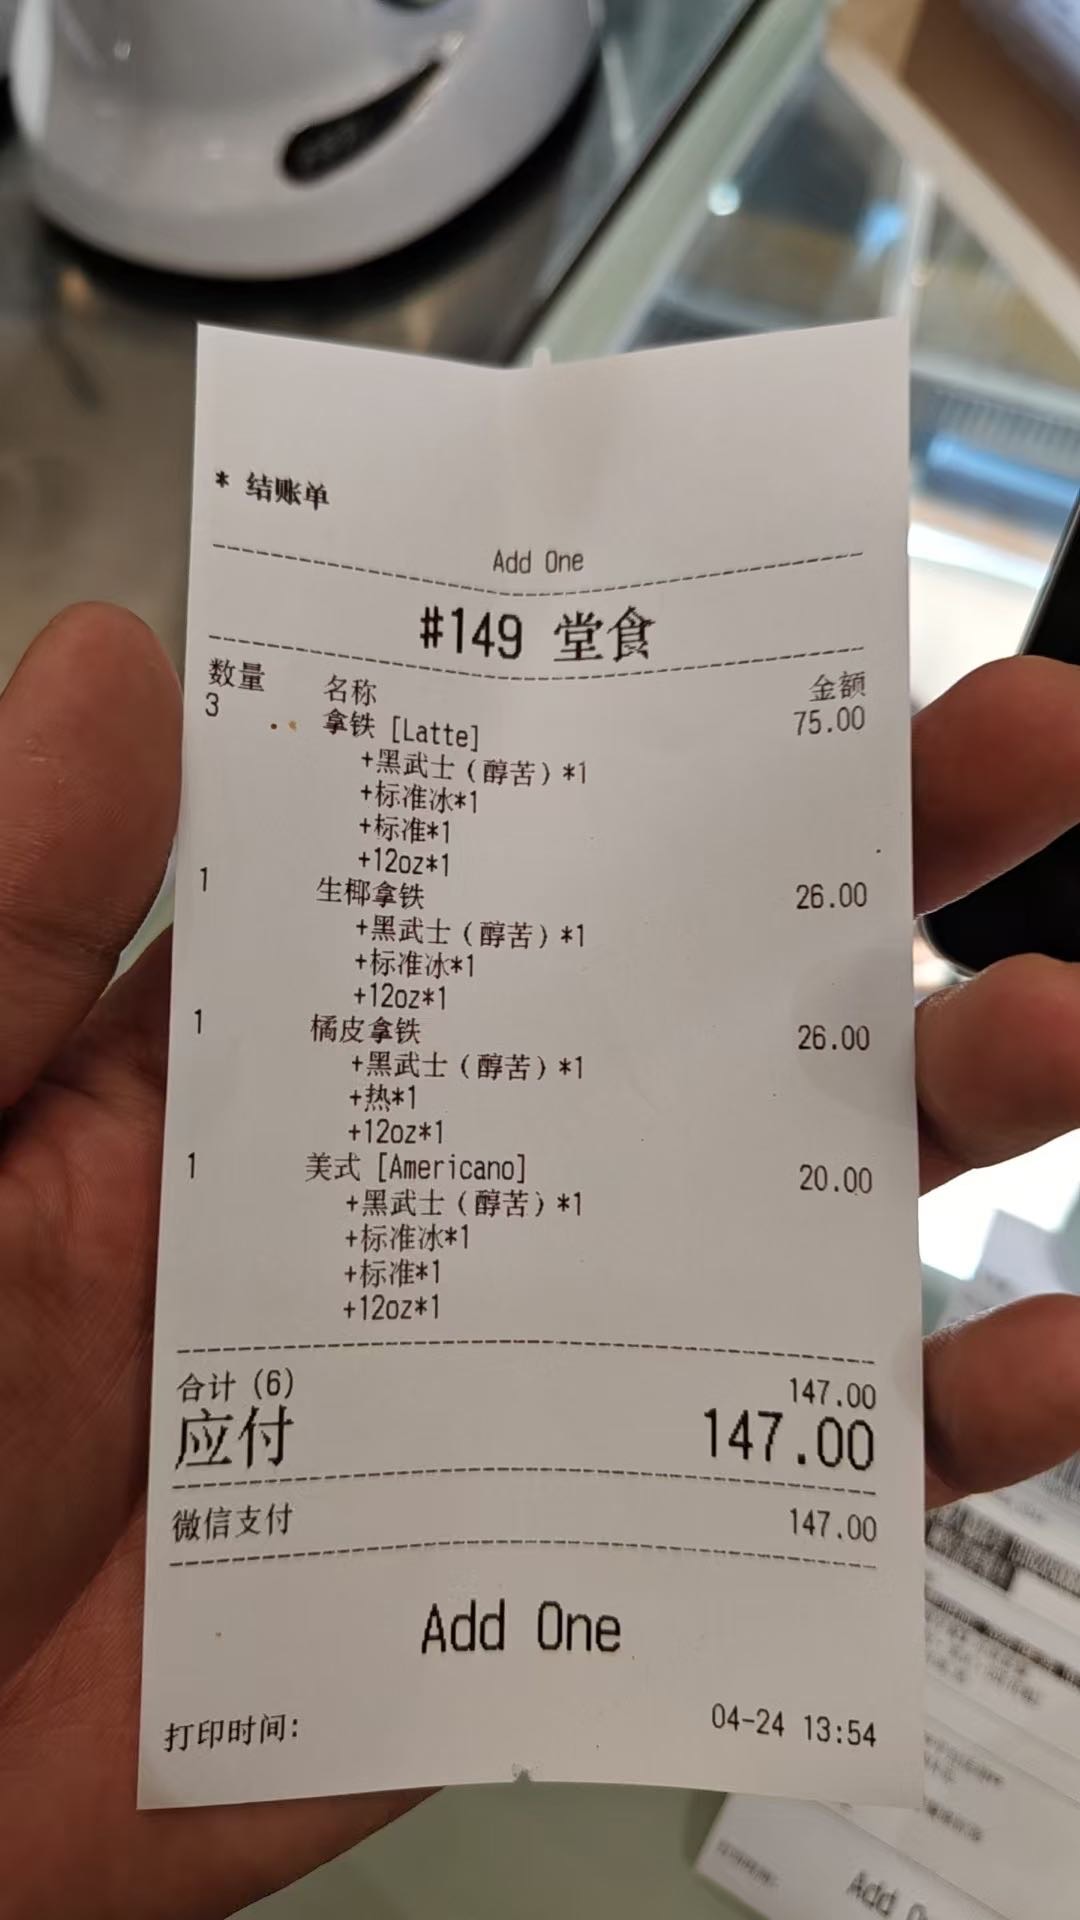 * 结账单
Add One
#149 堂食
数量 名称 金额
3 拿铁 [Latte] 75.00
+黑武士（醇苦）*1
+标准冰*1
+标准*1
+12oz*1
1 生椰拿铁 26.00
+黑武士（醇苦）*1
+标准冰*1
+12oz*1
1 橘皮拿铁 26.00
+黑武士（醇苦）*1
+热*1
+12oz*1
1 美式 [Americano] 20.00
+黑武士（醇苦）*1
+标准冰*1
+标准*1
+12oz*1
合计 (6) 147.00
应付 147.00
微信支付 147.00
Add One
打印时间: 04-24 13:54
Add